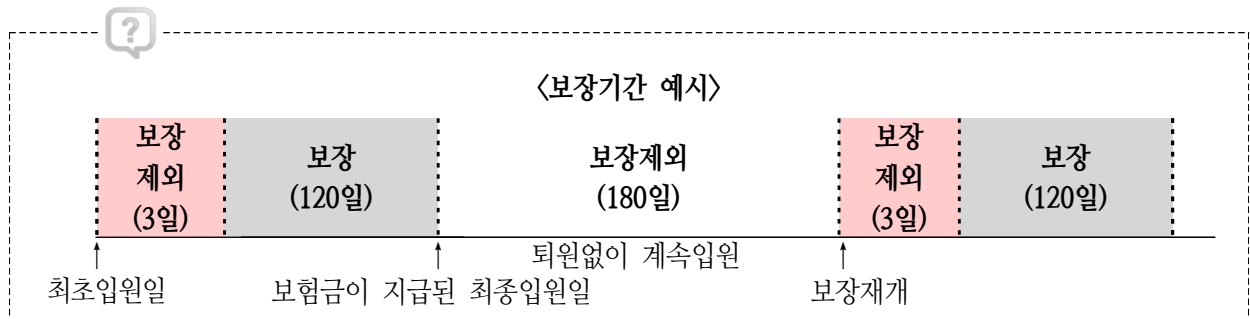 ?
〈보장기간 예시〉
보장
제외
(3일)
보장
(120일)
보장제외
(180일)
보장
제외
(3일)
보장
(120일)
퇴원없이 계속입원
최초입원일
보험금이 지급된 최종입원일
보장재개